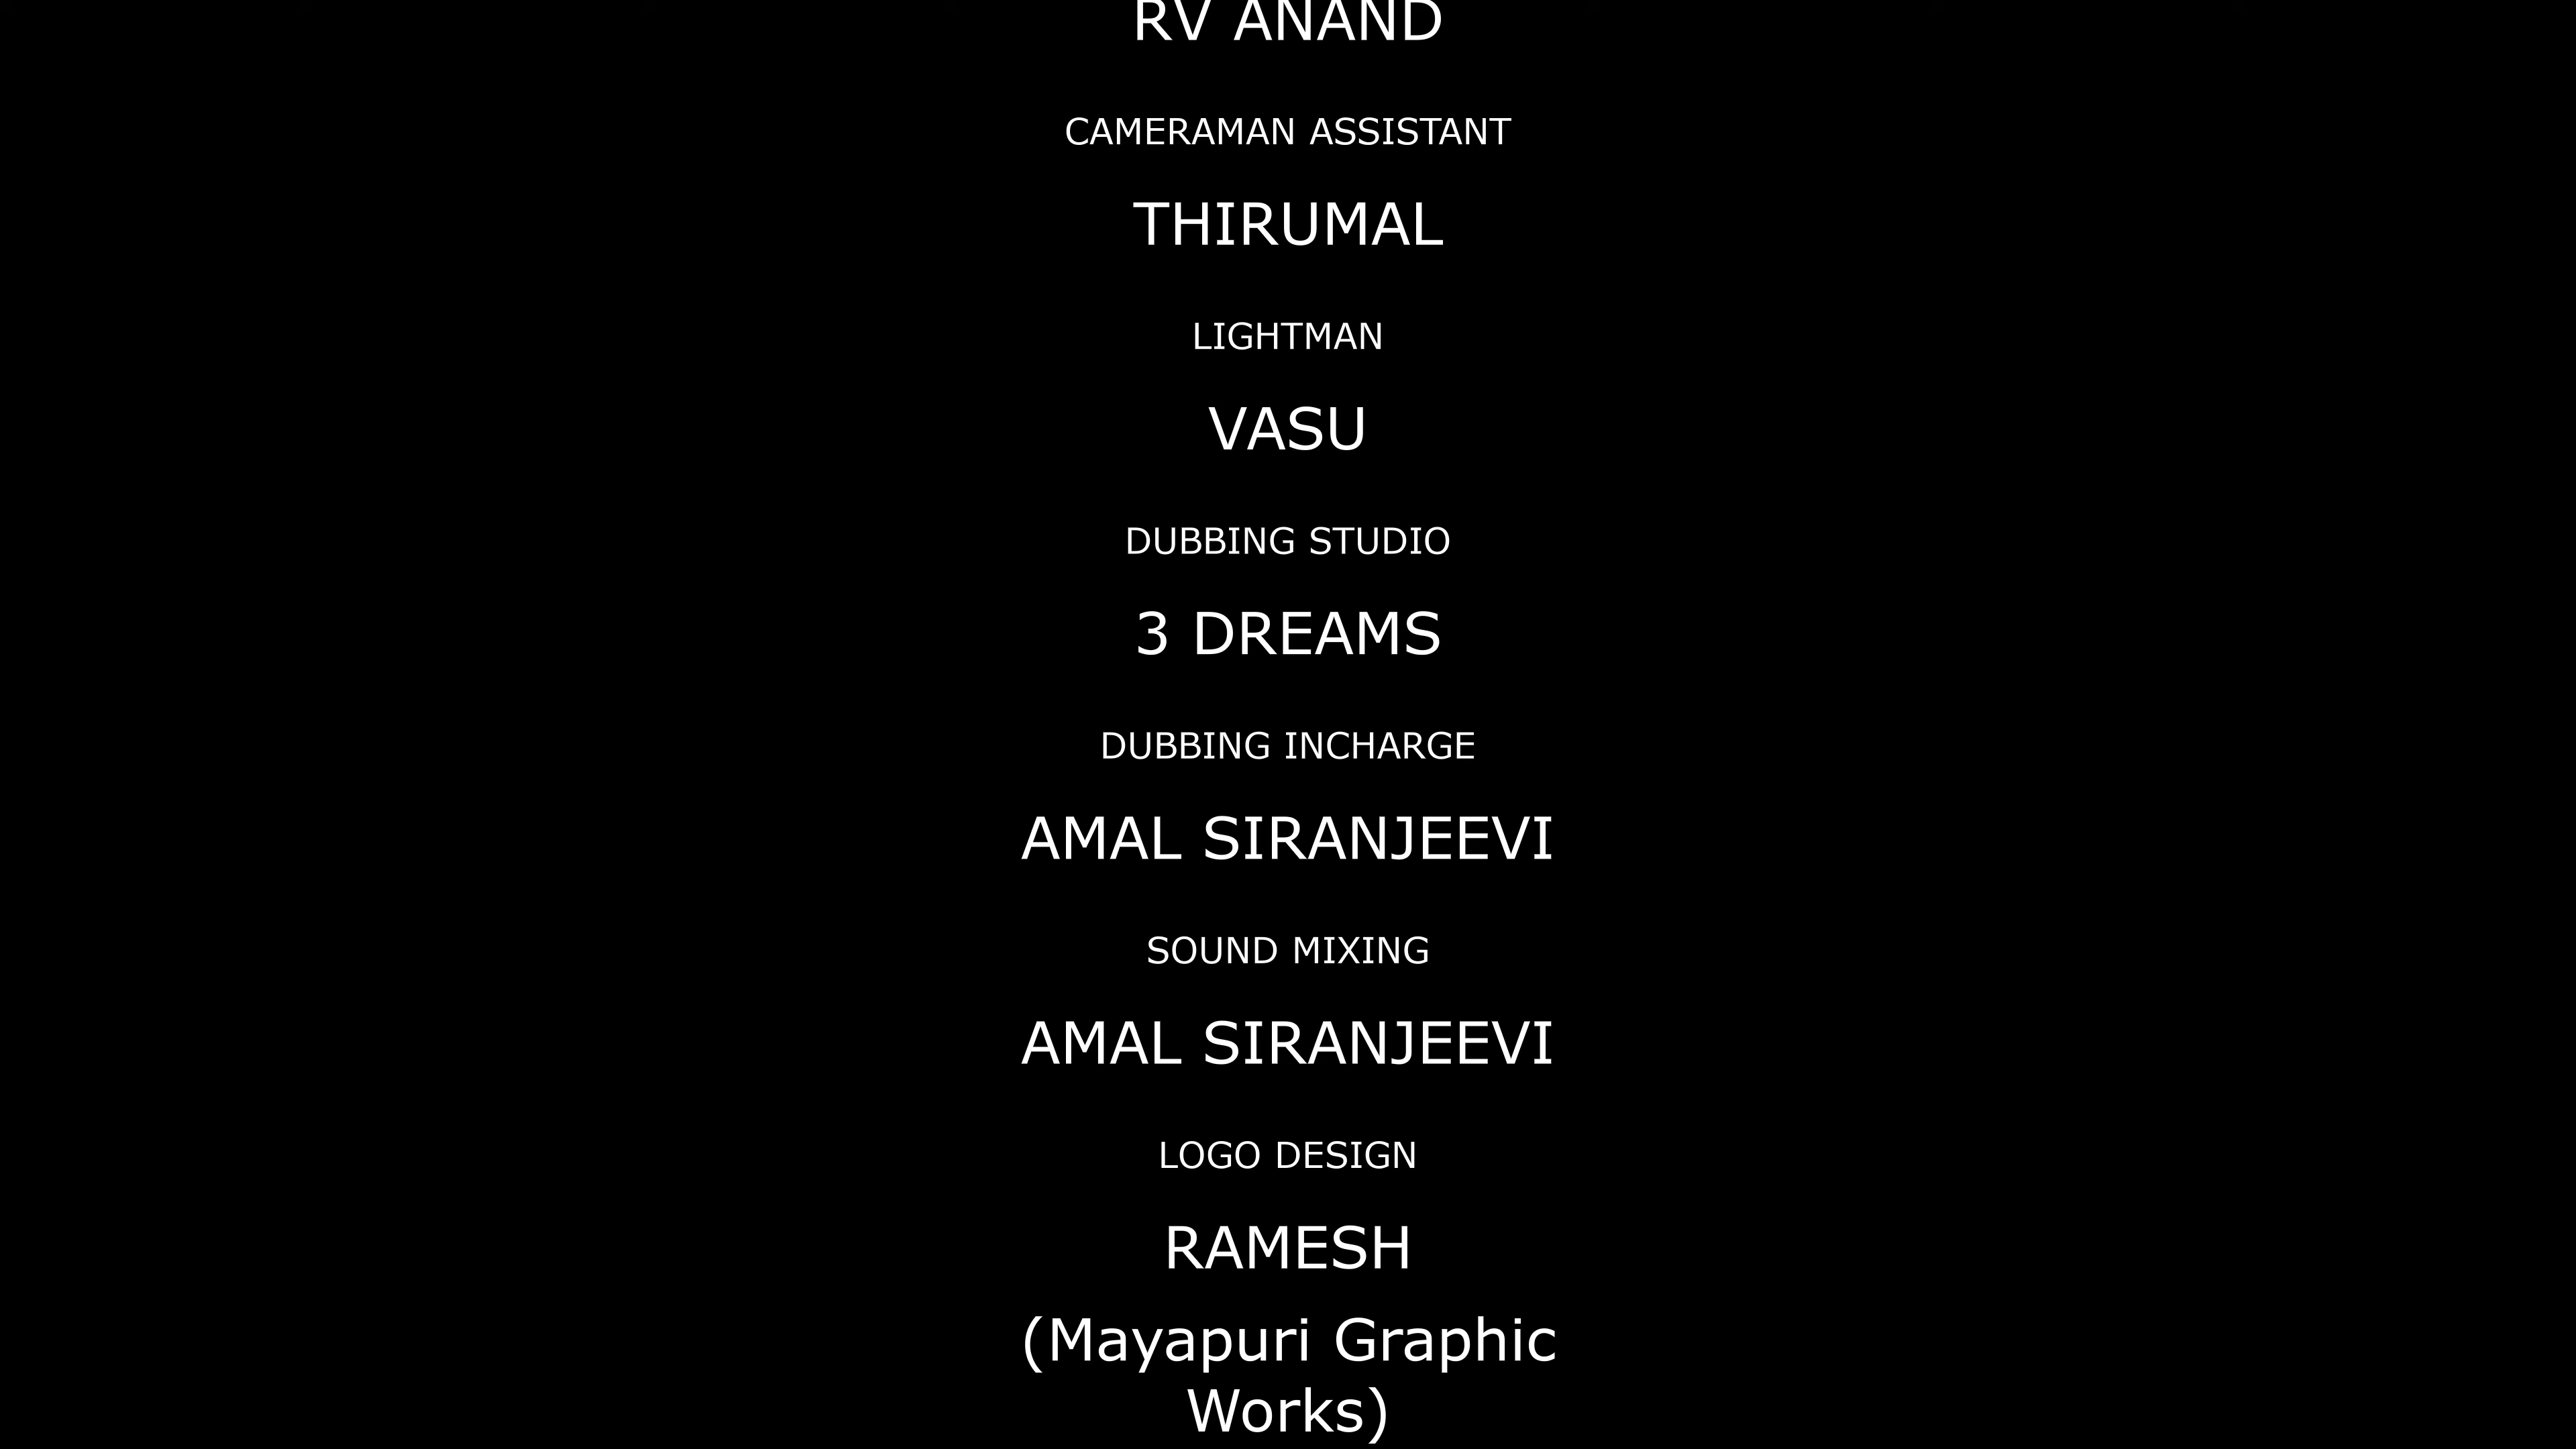 RV ANAND
CAMERAMAN ASSISTANT
THIRUMAL
LIGHTMAN
VASU
DUBBING STUDIO
3 DREAMS
DUBBING INCHARGE
AMAL SIRANJEEVI
SOUND MIXING
AMAL SIRANJEEVI
LOGO DESIGN
RAMESH
(Mayapuri Graphic
Works)